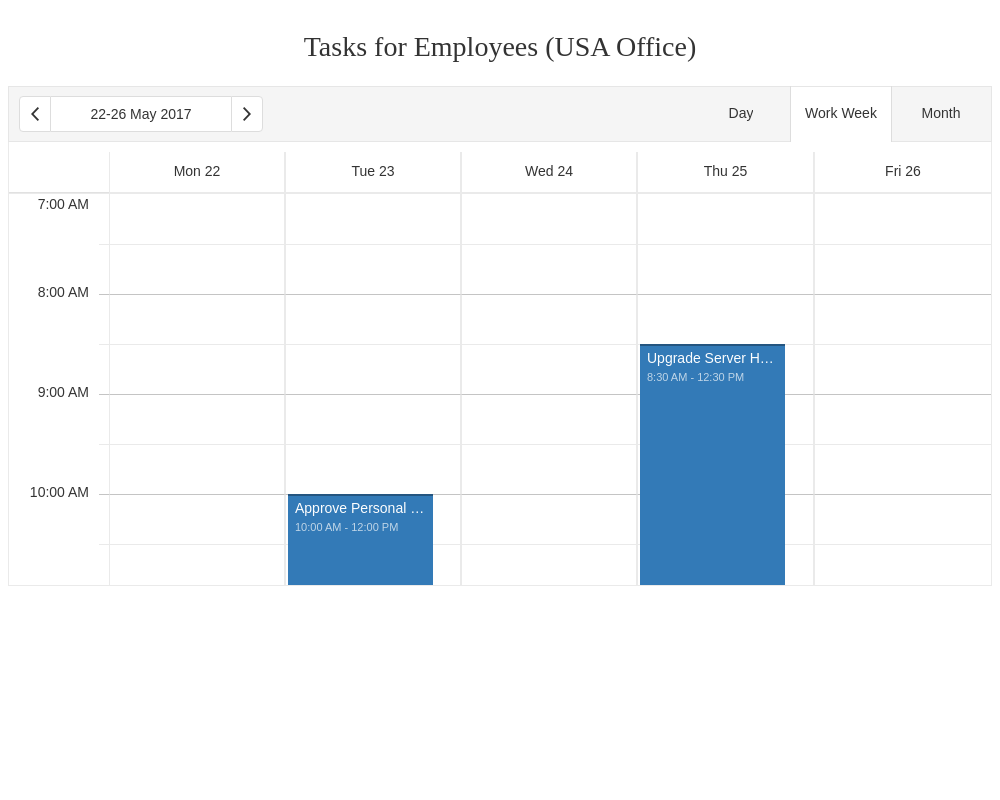 Tasks for Employees (USA Office)
22-26 May 2017
Day
Work Week
Month
Mon 22
Tue 23
Wed 24
Thu 25
Fri 26
7:00 AM
8:00 AM
Upgrade Server H…
8:30 AM - 12:30 PM
9:00 AM
10:00 AM
Approve Personal …
10:00 AM - 12:00 PM